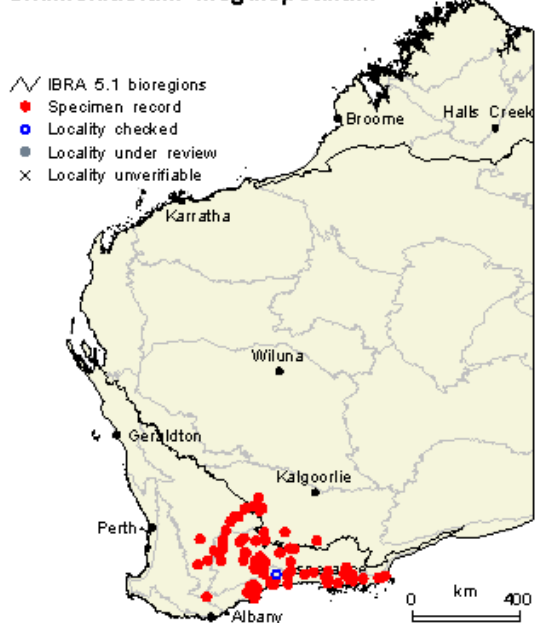 IBRA 5.1 bioregions
Specimen record
Locality checked
Locality under review
Locality unverifiable
Broome
Halls Creek
Karratha
Wiluna
Geraldton
Kalgoorlie
Perth
Albany
km
0 400